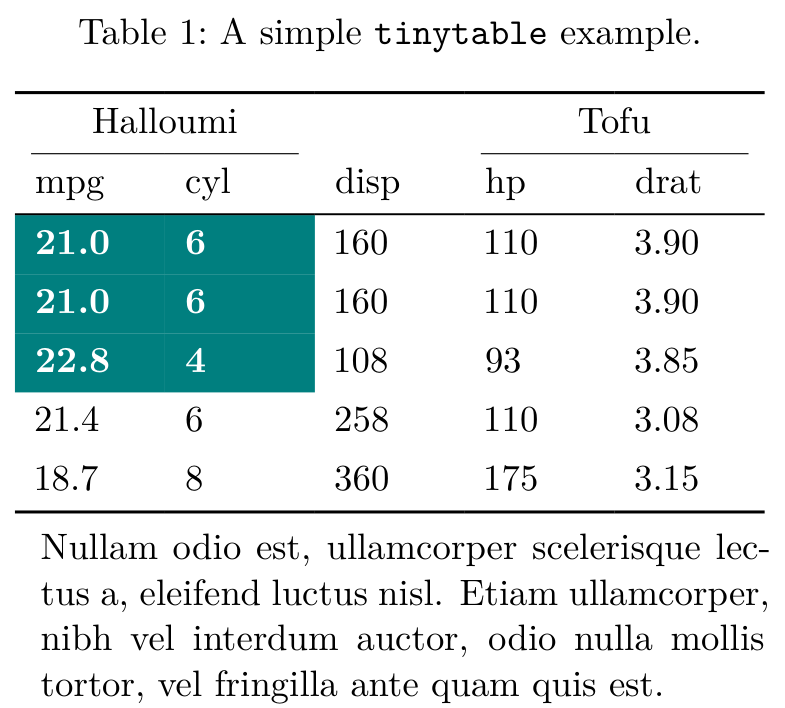 Table 1: A simple tinytable example.
Halloumi Tofu
mpg cyl disp hp drat
21.0 6 160 110 3.90
21.0 6 160 110 3.90
22.8 4 108 93 3.85
21.4 6 258 110 3.08
18.7 8 360 175 3.15
Nullam odio est, ullamcorper scelerisque lec-
tus a, eleifend luctus nisl. Etiam ullamcorper,
nibh vel interdum auctor, odio nulla mollis
tortor, vel fringilla ante quam quis est.